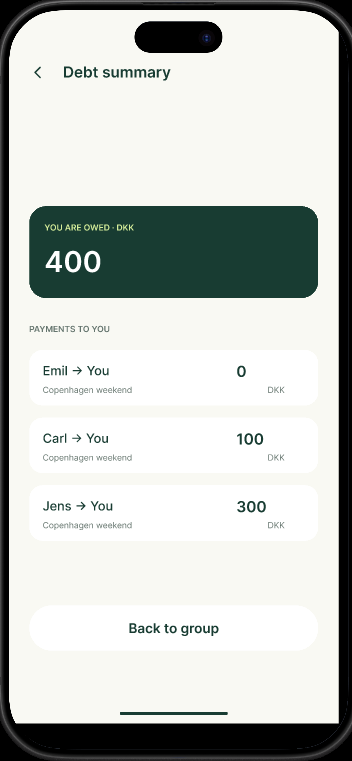 Debt summary
YOU ARE OWED · DKK
400
PAYMENTS TO YOU
Emil → You
0
Copenhagen weekend
DKK
Carl → You
100
Copenhagen weekend
DKK
Jens → You
300
Copenhagen weekend
DKK
Back to group